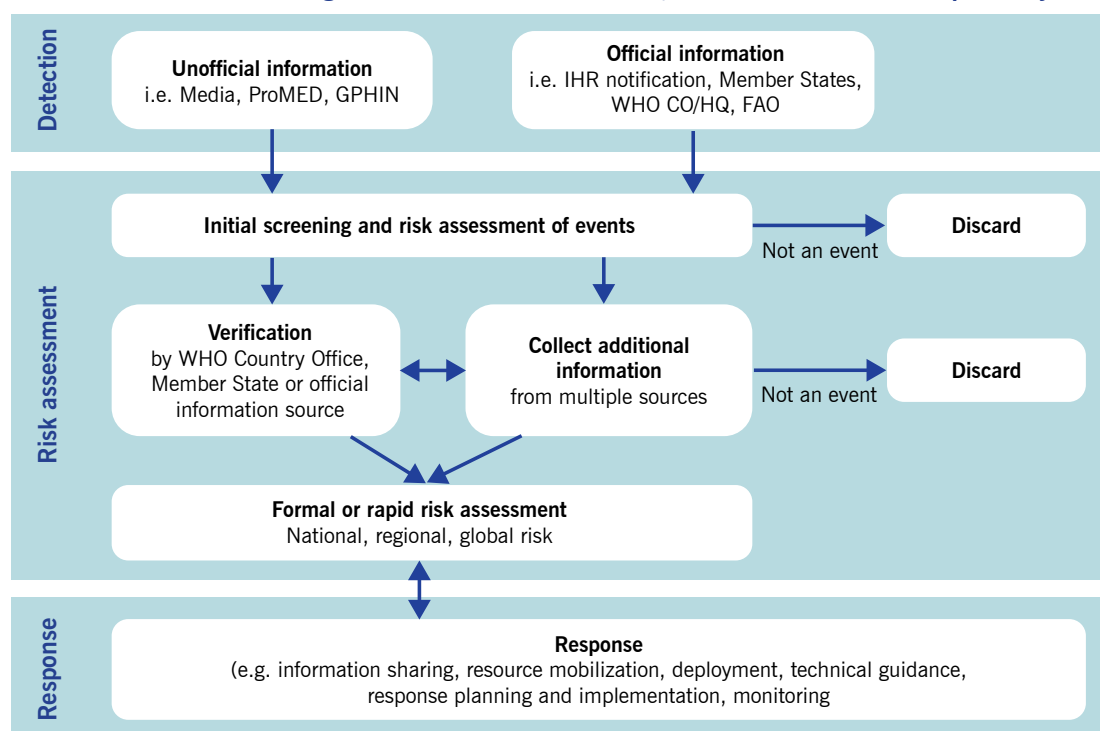 Detection
Unofficial information
i.e. Media, ProMED, GPHIN
Official information
i.e. IHR notification, Member States,
WHO CO/HQ, FAO
Risk assessment
Initial screening and risk assessment of events
Not an event
Discard
Verification
by WHO Country Office,
Member State or official
information source
Collect additional
information
from multiple sources
Not an event
Discard
Formal or rapid risk assessment
National, regional, global risk
Response
Response
(e.g. information sharing, resource mobilization, deployment, technical guidance,
response planning and implementation, monitoring